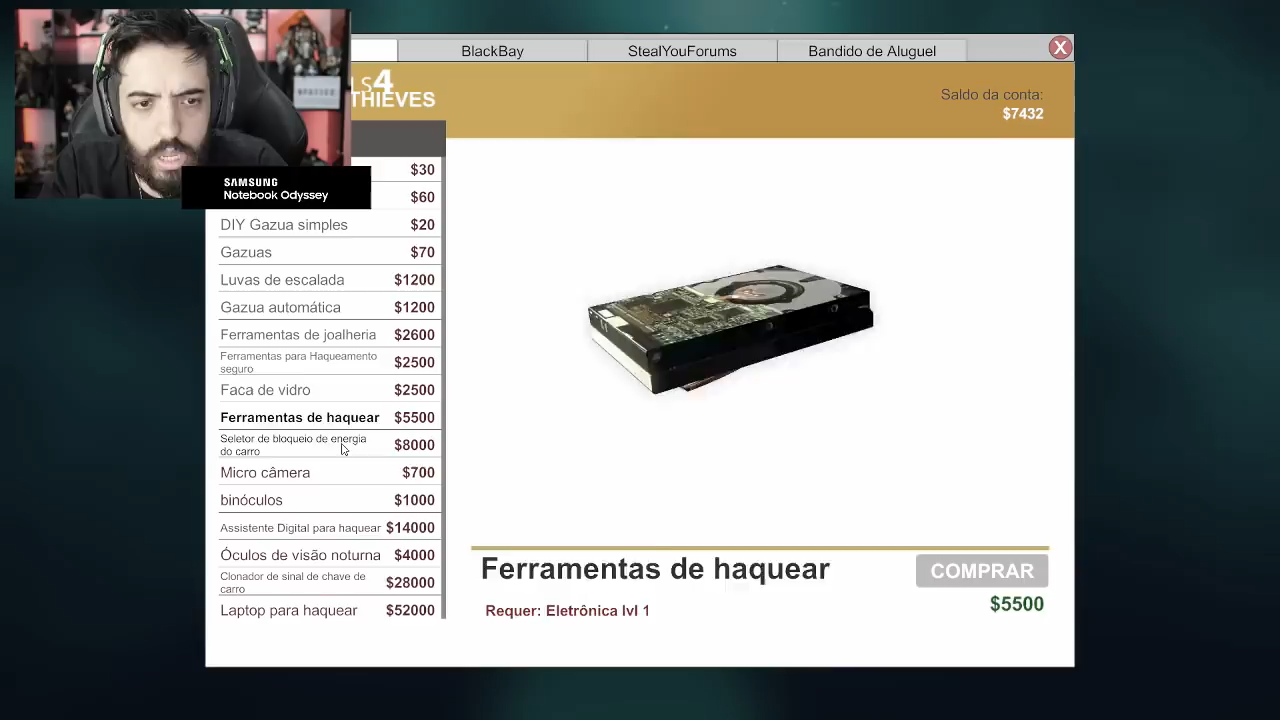 BlackBay
StealYouForums
Bandido de Aluguel
X
LS4
THIEVES
Saldo da conta:
$7432
SAMSUNG
Notebook Odyssey
$30
$60
DIY Gazua simples $20
Gazuas $70
Luvas de escalada $1200
Gazua automática $1200
Ferramentas de joalheria $2600
Ferramentas para Haqueamento
seguro $2500
Faca de vidro $2500
Ferramentas de haquear $5500
Seletor de bloqueio de energia
do carro $8000
Micro câmera $700
binóculos $1000
Assistente Digital para haquear $14000
Óculos de visão noturna $4000
Clonador de sinal de chave de
carro $28000
Laptop para haquear $52000
Ferramentas de haquear
COMPRAR
Requer: Eletrônica lvl 1
$5500